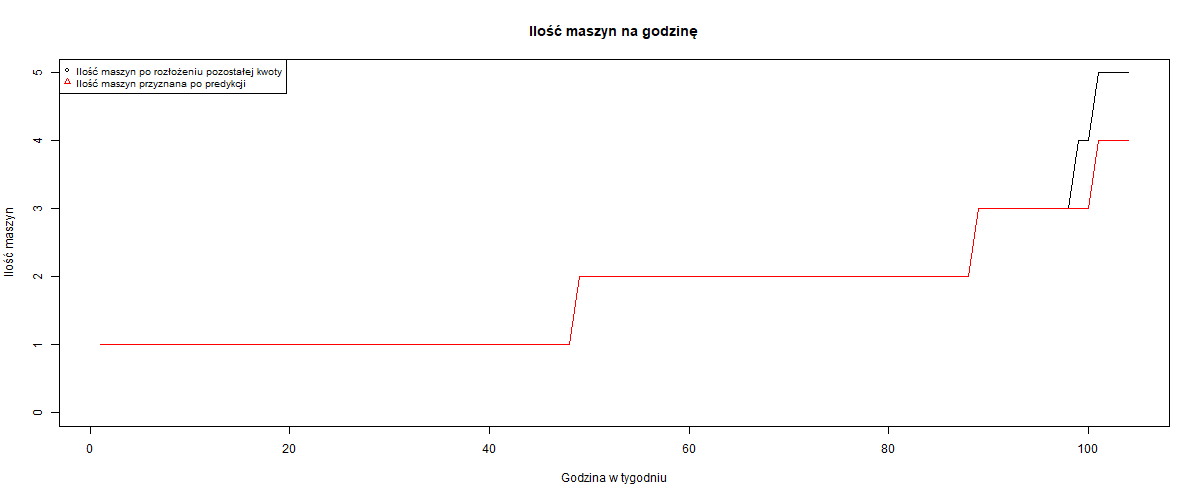 Ilość maszyn na godzinę
Ilość maszyn po rozłożeniu pozostałej kwoty
Ilość maszyn przyznana po predykcji
Ilość maszyn
5
4
3
2
1
0
0 20 40 60 80 100
Godzina w tygodniu